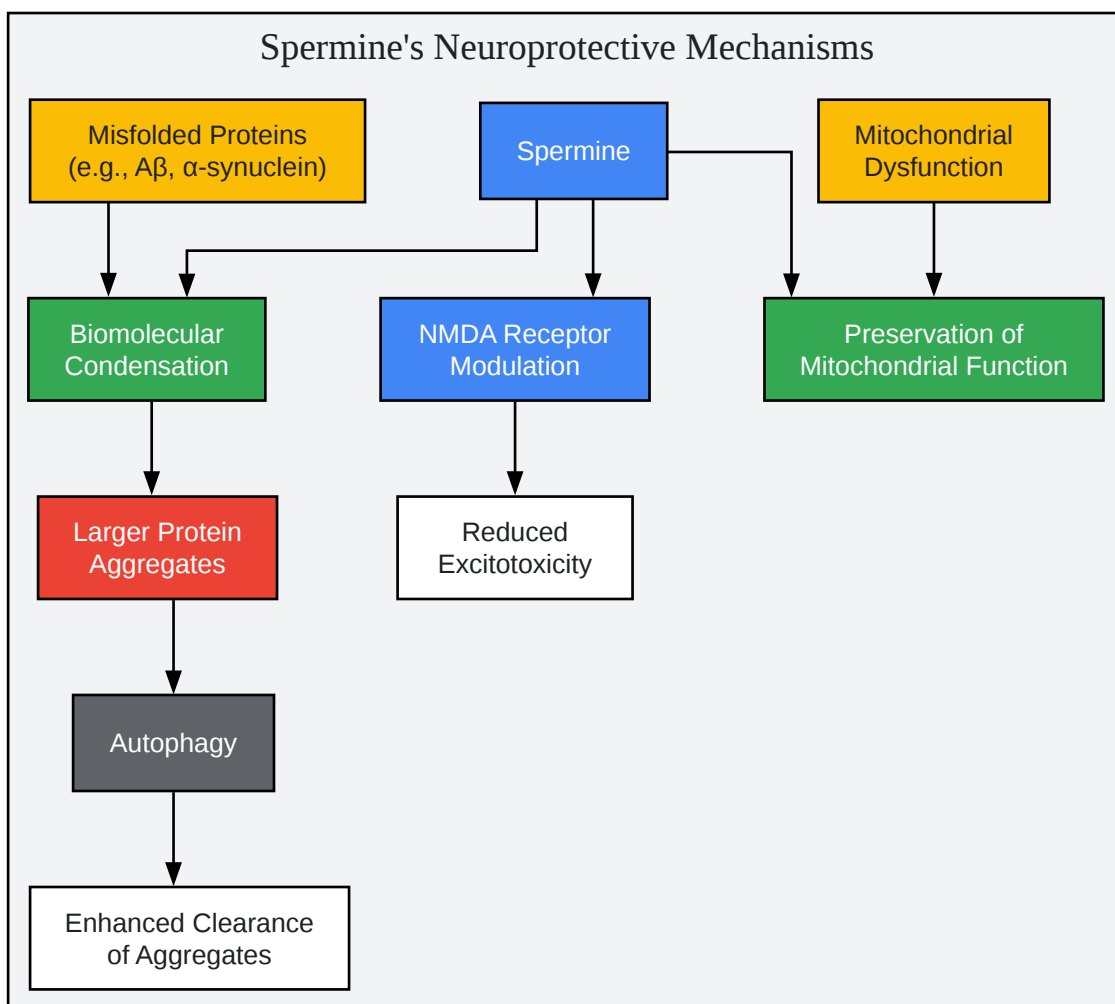 Spermine's Neuroprotective Mechanisms
Misfolded Proteins
(e.g., Aβ, α-synuclein)
Spermine
Mitochondrial
Dysfunction
Biomolecular
Condensation
NMDA Receptor
Modulation
Preservation of
Mitochondrial Function
Larger Protein
Aggregates
Reduced
Excitotoxicity
Autophagy
Enhanced Clearance
of Aggregates